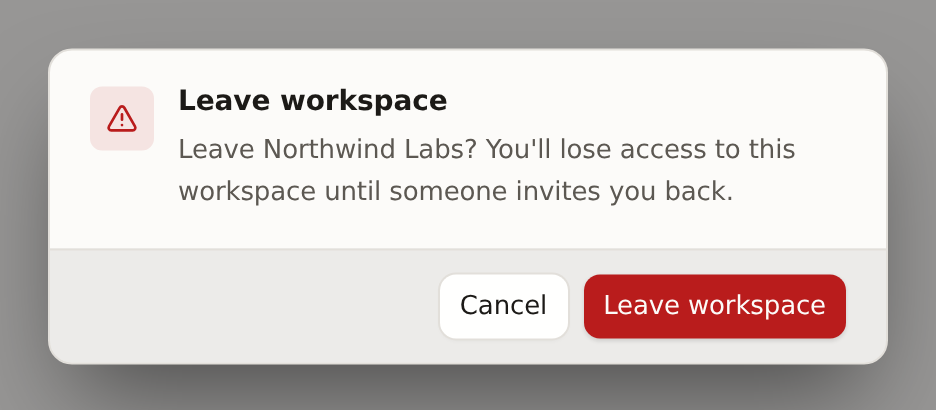 Leave workspace
Leave Northwind Labs? You'll lose access to this
workspace until someone invites you back.
Cancel
Leave workspace